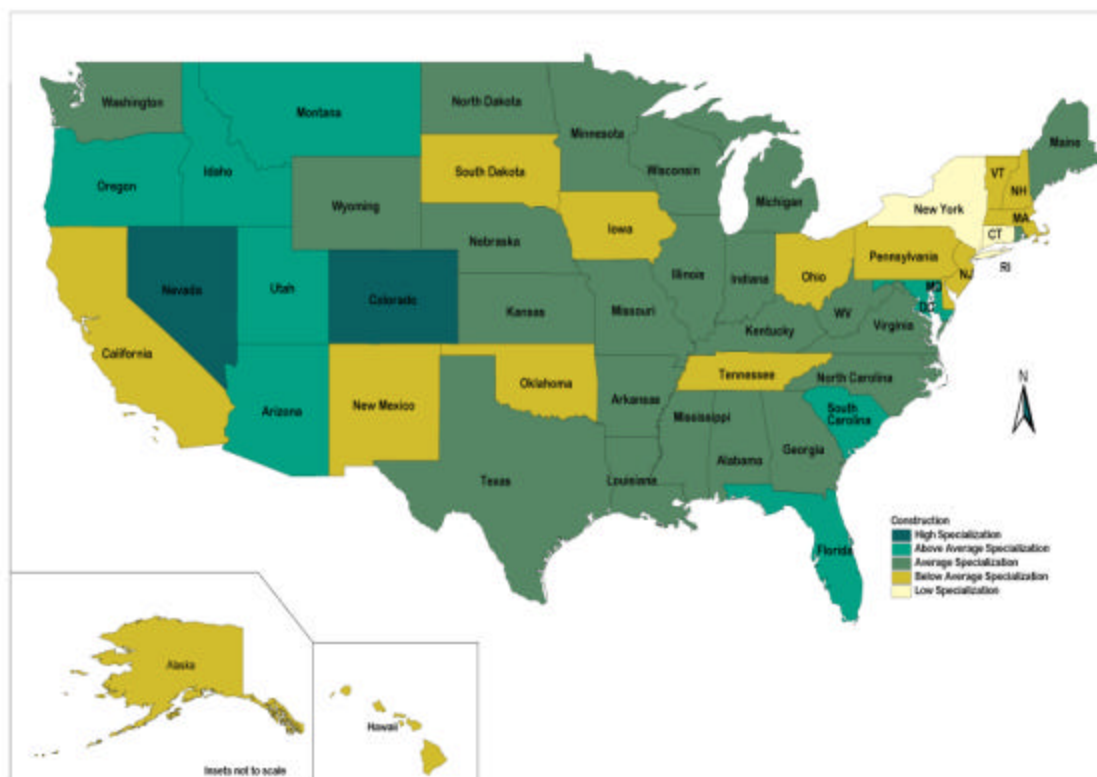 Washington
Montana
North Dakota
Minnesota
Maine
Oregon
Idaho
South Dakota
Wisconsin
VT
NH
Wyoming
Michigan
New York
MA
CT
RI
Iowa
Nebraska
Pennsylvania
NJ
Nevada
Utah
Colorado
Illinois
Indiana
Ohio
MD
DC
Kansas
Missouri
WV
Virginia
Kentucky
California
Arizona
New Mexico
Oklahoma
Arkansas
Tennessee
North Carolina
South
Carolina
Mississippi
Alabama
Georgia
Texas
Louisiana
Florida
N
Construction
High Specialization
Above Average Specialization
Average Specialization
Below Average Specialization
Low Specialization
Alaska
Hawaii
Insets not to scale